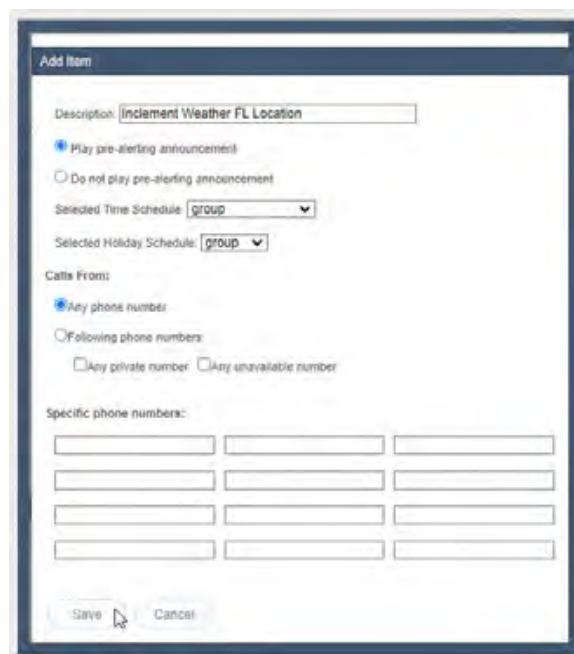 Add Item
Description: Inclement Weather FL Location
Play pre-alerting announcement
Do not play pre-alerting announcement
Selected Time Schedule: group
Selected Holiday Schedule: group
Calls From:
Any phone number
Following phone numbers:
Any private number Any unavailable number
Specific phone numbers:
Save Cancel